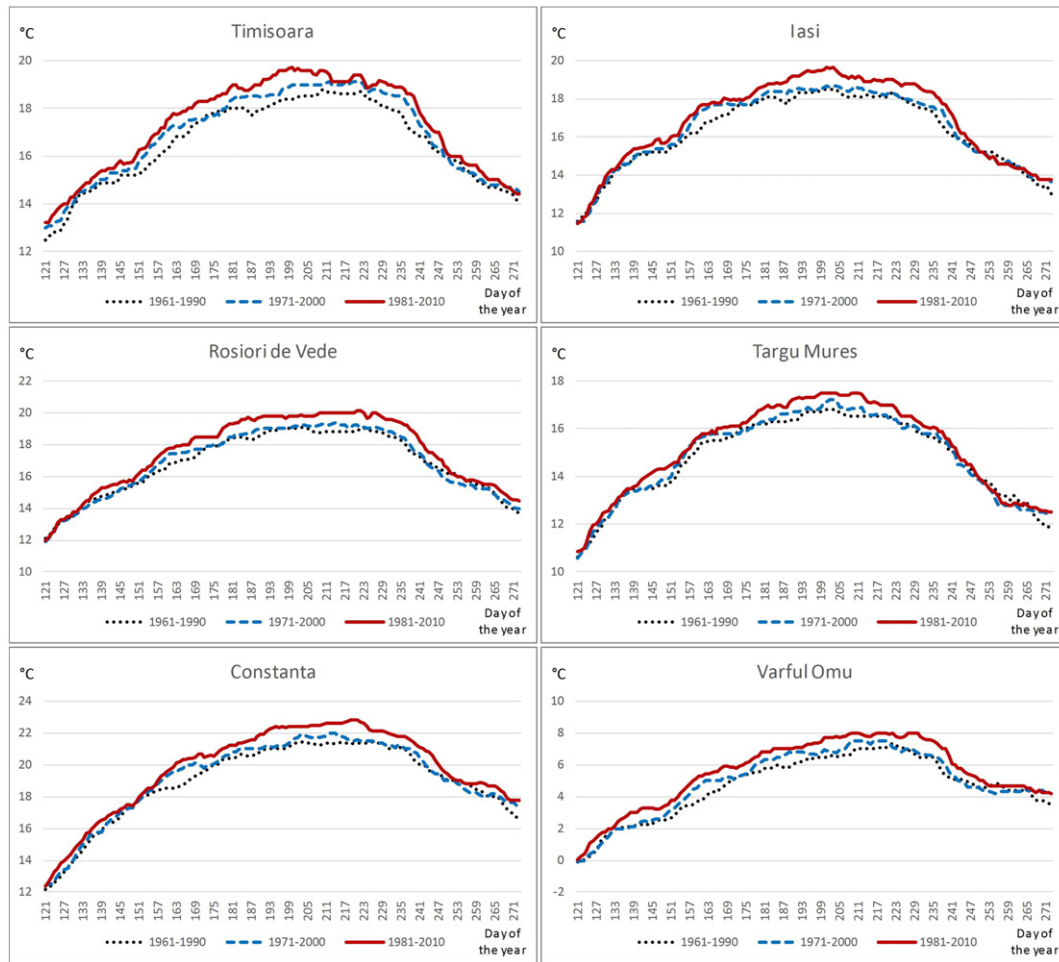 °C
Timisoara
20
18
16
14
12
121 127 133 139 145 151 157 163 169 175 181 187 193 199 205 211 217 223 229 235 241 247 253 259 265 271
1961-1990 1971-2000 1981-2010
Day of
the year
°C
Iasi
20
18
16
14
12
10
121 127 133 139 145 151 157 163 169 175 181 187 193 199 205 211 217 223 229 235 241 247 253 259 265 271
1961-1990 1971-2000 1981-2010
Day of
the year
°C
Rosiori de Vede
22
20
18
16
14
12
10
121 127 133 139 145 151 157 163 169 175 181 187 193 199 205 211 217 223 229 235 241 247 253 259 265 271
1961-1990 1971-2000 1981-2010
Day of
the year
°C
Targu Mures
18
16
14
12
10
121 127 133 139 145 151 157 163 169 175 181 187 193 199 205 211 217 223 229 235 241 247 253 259 265 271
1961-1990 1971-2000 1981-2010
Day of
the year
°C
Constanta
24
22
20
18
16
14
12
121 127 133 139 145 151 157 163 169 175 181 187 193 199 205 211 217 223 229 235 241 247 253 259 265 271
1961-1990 1971-2000 1981-2010
Day of
the year
°C
Varful Omu
10
8
6
4
2
0
-2
121 127 133 139 145 151 157 163 169 175 181 187 193 199 205 211 217 223 229 235 241 247 253 259 265 271
1961-1990 1971-2000 1981-2010
Day of
the year